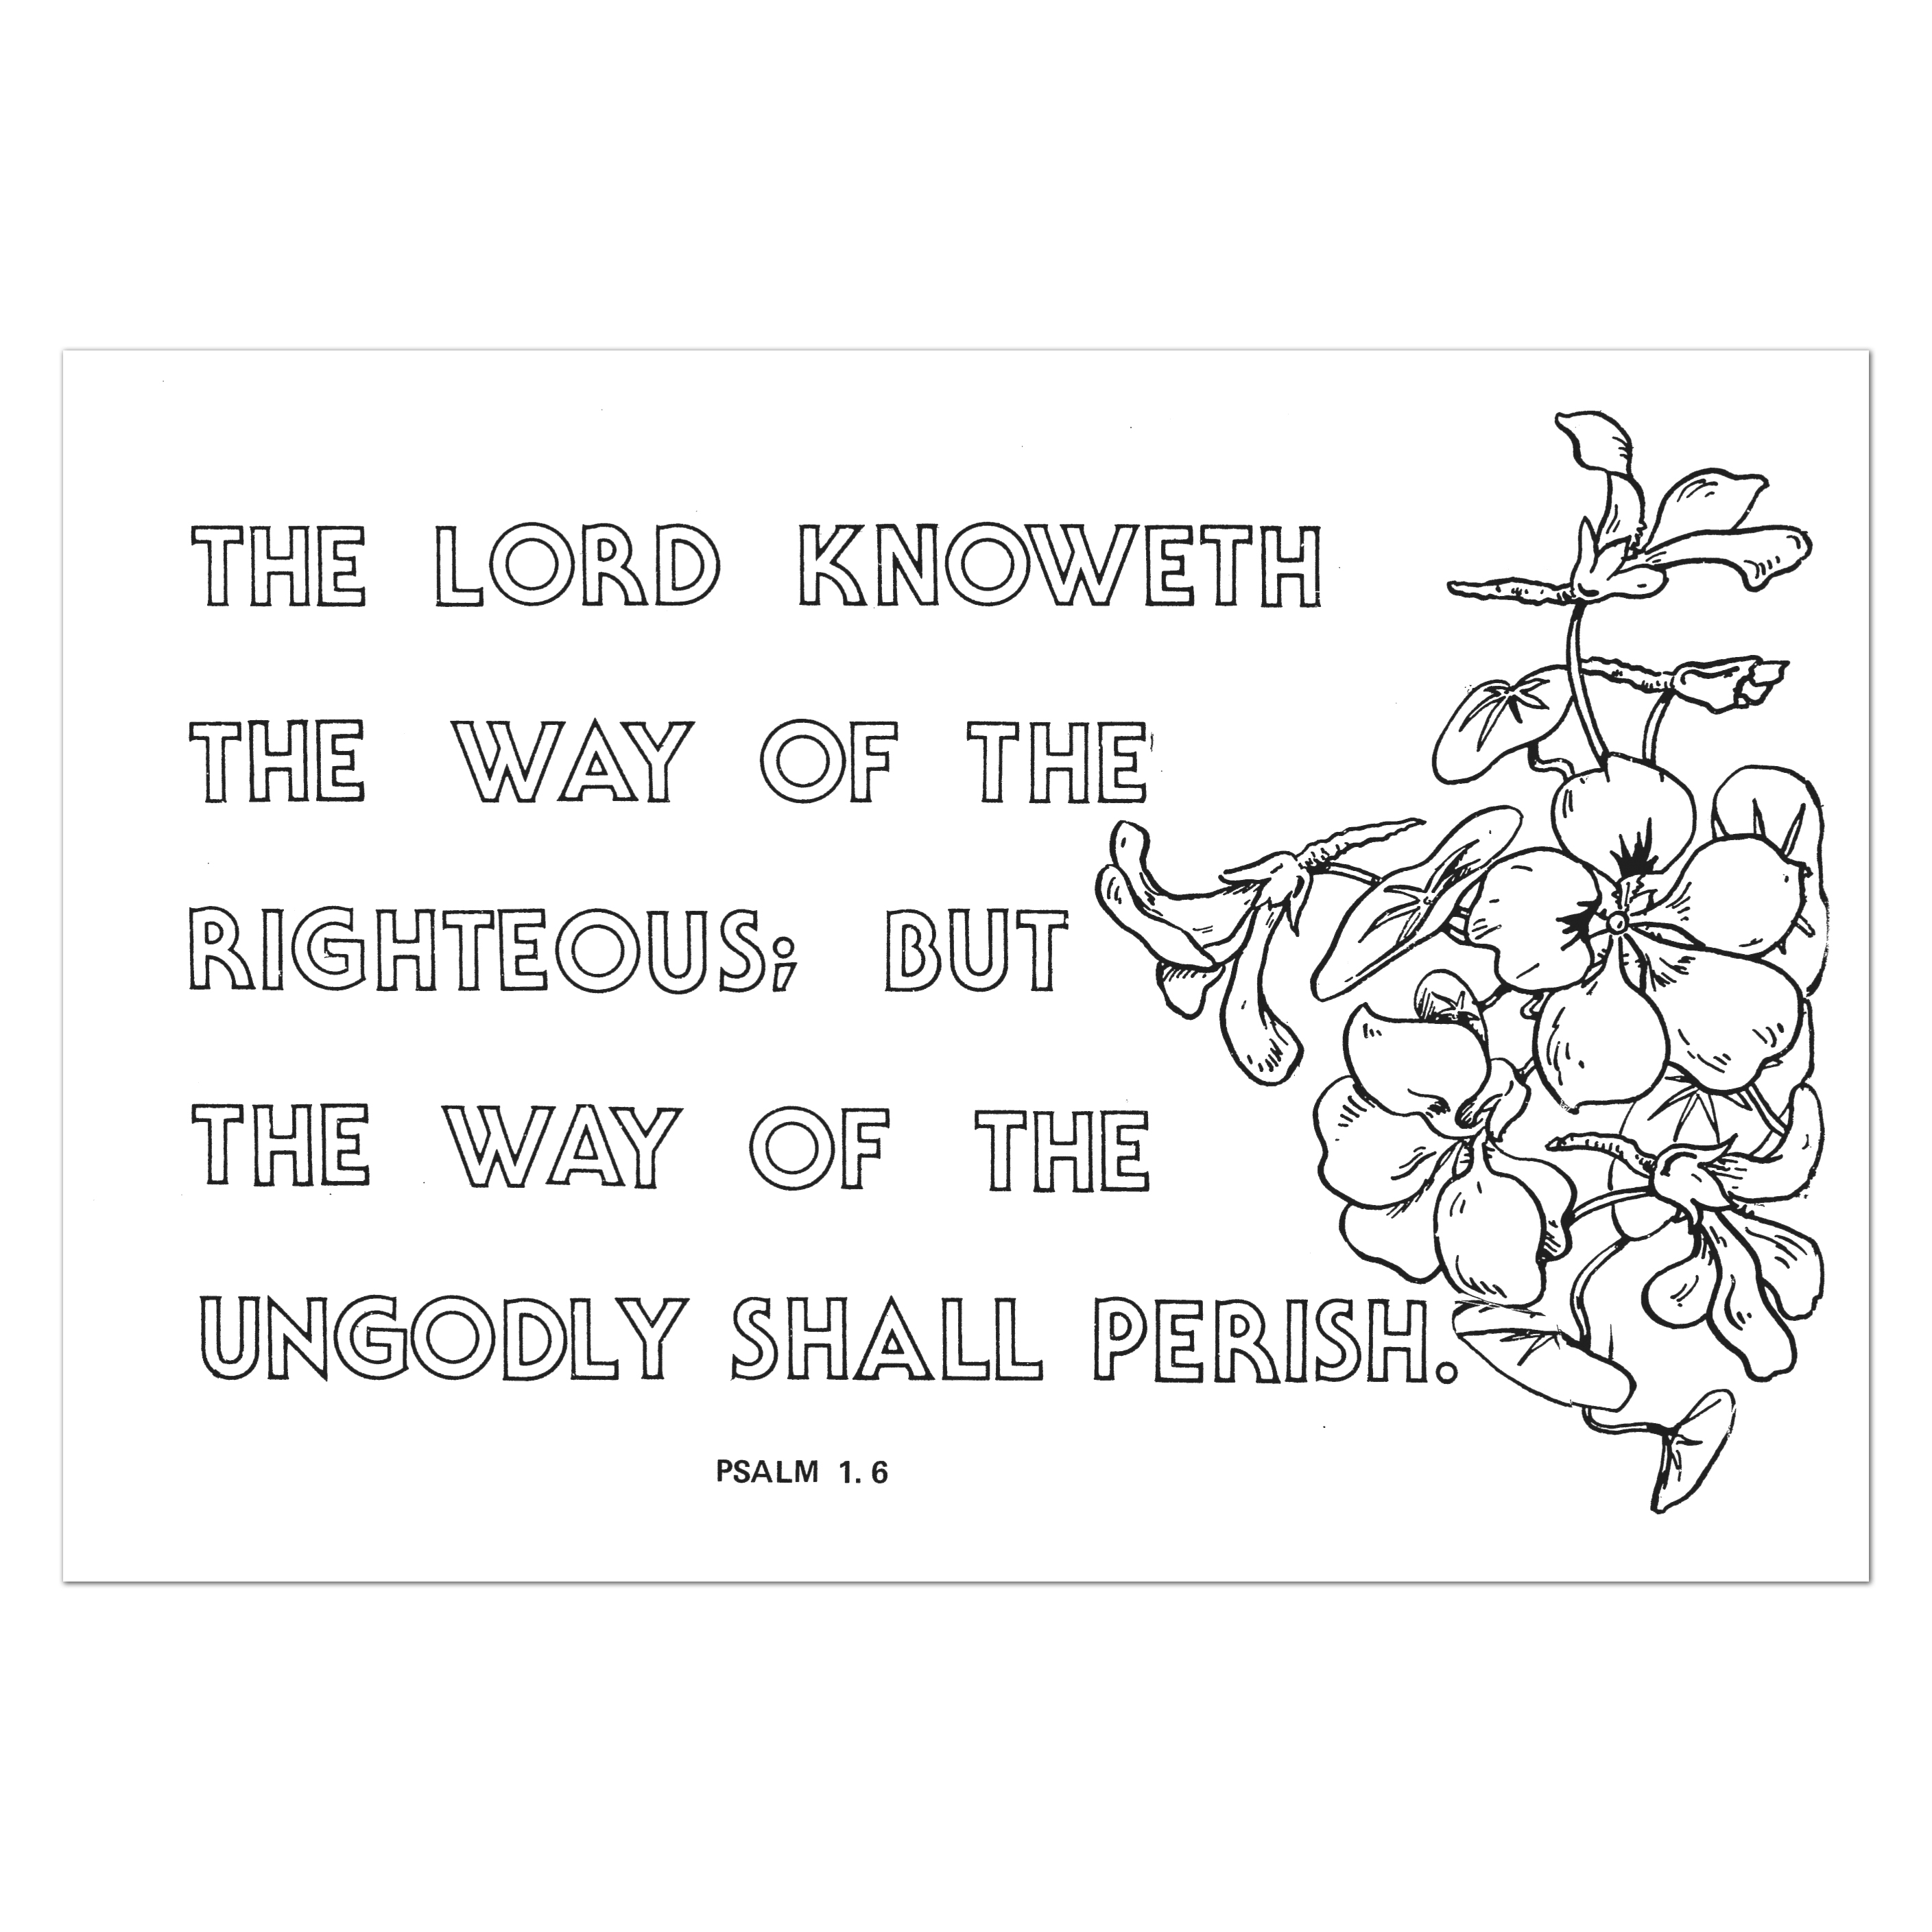 THE LORD KNOWETH
THE WAY OF THE
RIGHTEOUS; BUT
THE WAY OF THE
UNGODLY SHALL PERISH.
PSALM 1. 6